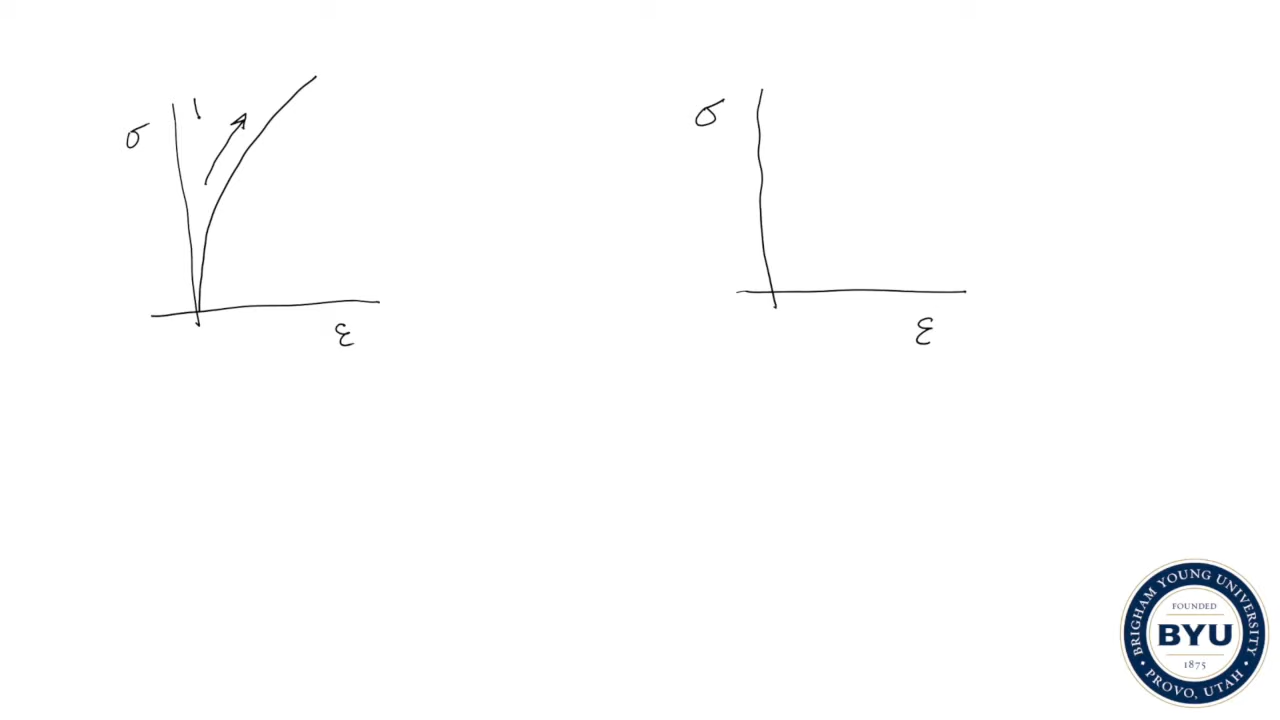 σ
ε
σ
ε
BRIGHAM YOUNG UNIVERSITY
FOUNDED
BYU
1875
PROVO, UTAH